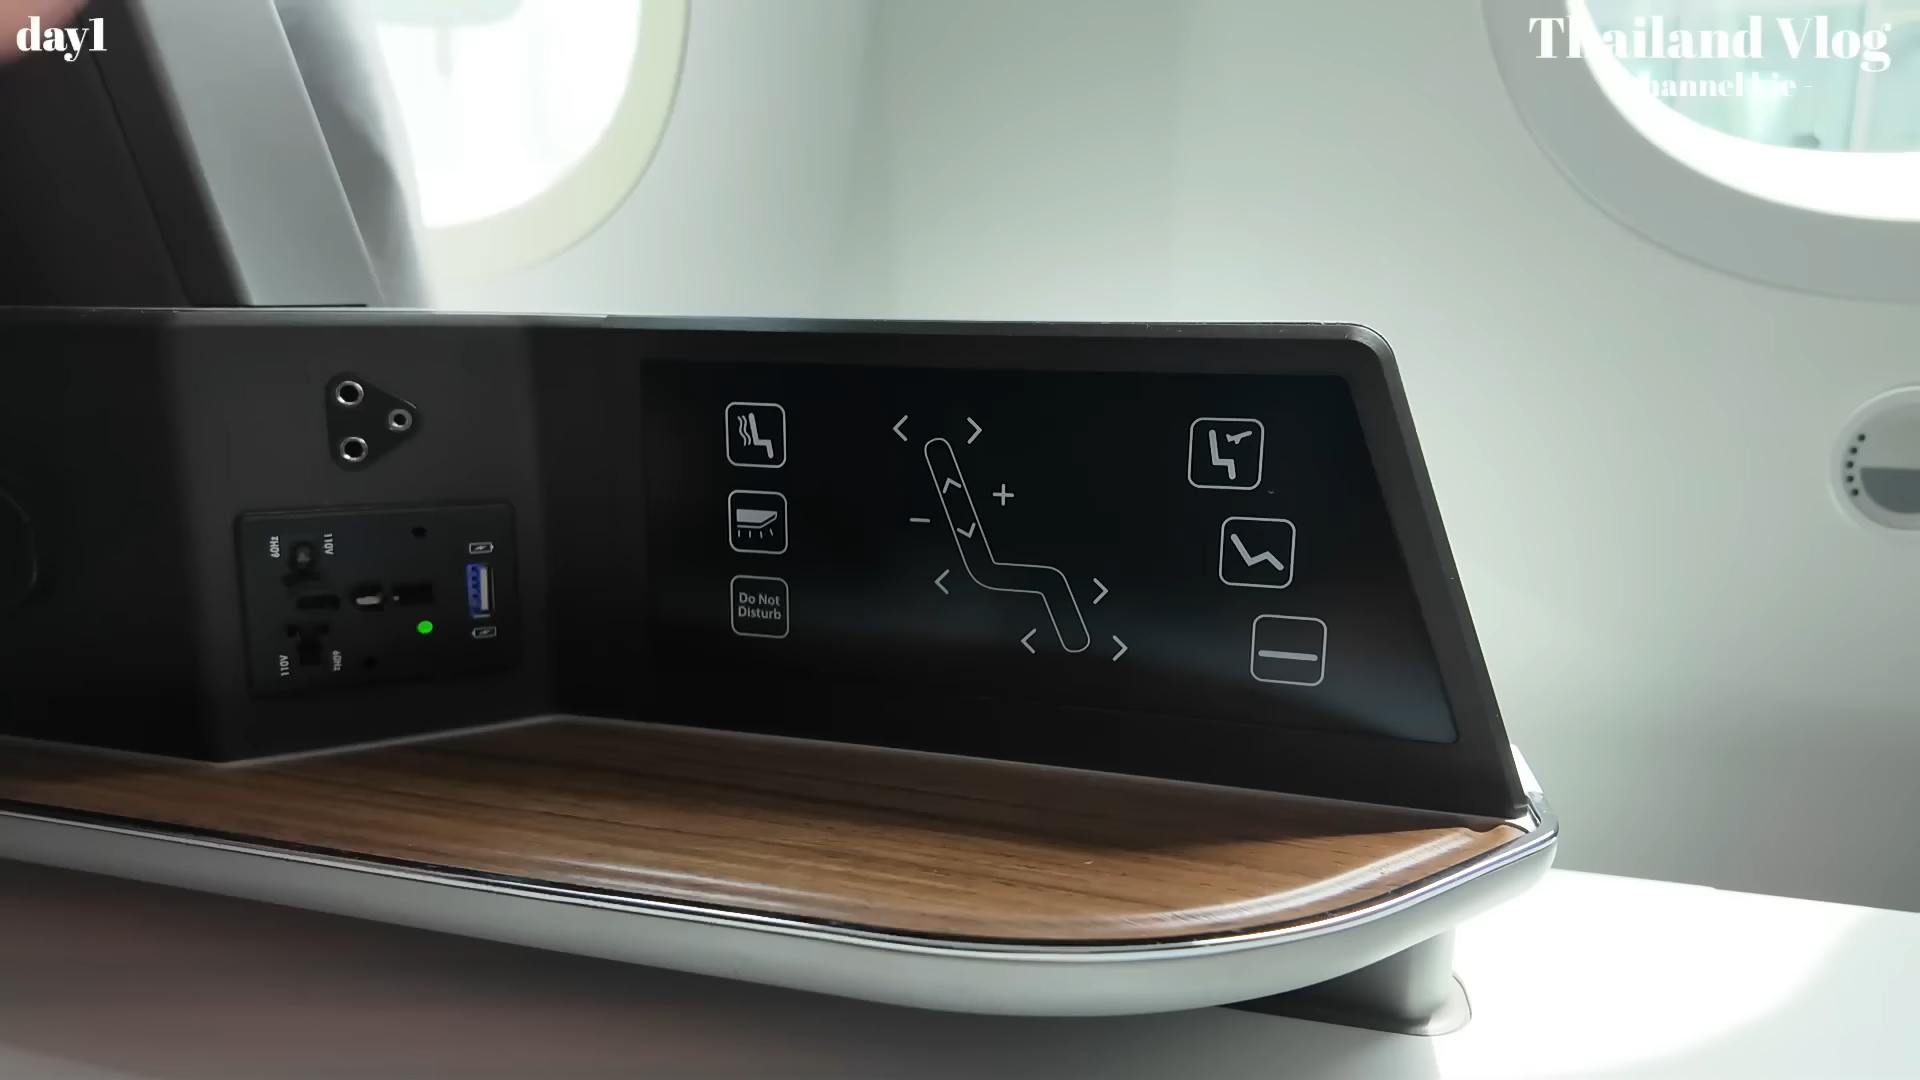 day1
Thailand Vlog
Do Not
Disturb
60Hz
110V
110V
60Hz